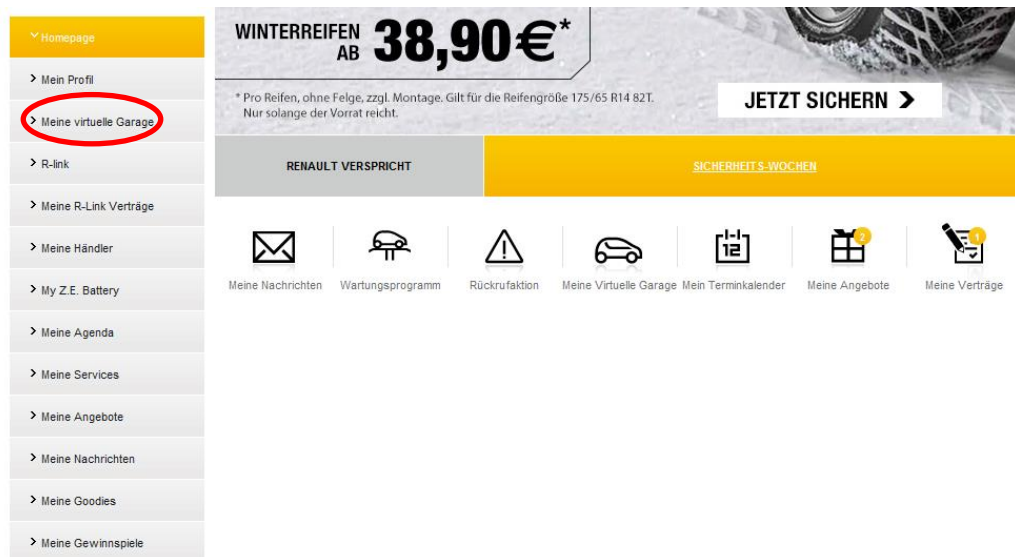 Homepage
Mein Profil
Meine virtuelle Garage
R-link
Meine R-Link Verträge
Meine Händler
My Z.E. Battery
Meine Agenda
Meine Services
Meine Angebote
Meine Nachrichten
Meine Goodies
Meine Gewinnspiele
WINTERREIFEN
AB 38,90€*
* Pro Reifen, ohne Felge, zzgl. Montage. Gilt für die Reifengröße 175/65 R14 82T.
Nur solange der Vorrat reicht.
JETZT SICHERN
RENAULT VERSPRICHT
SICHERHEITS-WOCHEN
12
2
1
Meine Nachrichten
Wartungsprogramm
Rückrufaktion
Meine Virtuelle Garage
Mein Terminkalender
Meine Angebote
Meine Verträge